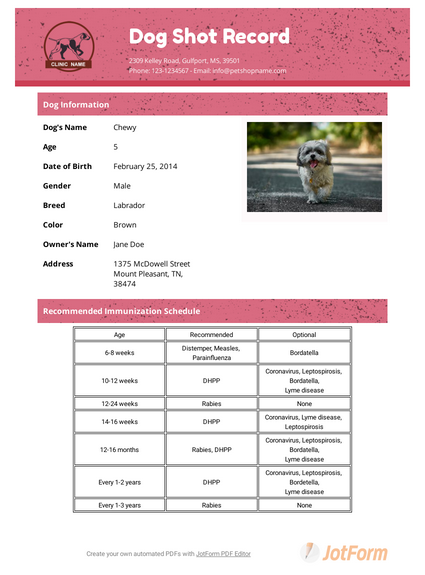 Dog Shot Record
CLINIC NAME
2309 Kelley Road, Gulfport, MS, 39501
Phone: 123-1234567 - Email: info@petshopname.com
Dog Information
Dog's Name Chewy
Age 5
Date of Birth February 25, 2014
Gender Male
Breed Labrador
Color Brown
Owner's Name Jane Doe
Address 1375 McDowell Street
Mount Pleasant, TN,
38474
Recommended Immunization Schedule
Age Recommended Optional
6-8 weeks Distemper, Measles, Parainfluenza Bordatella
10-12 weeks DHPP Coronavirus, Leptospirosis, Bordatella, Lyme disease
12-24 weeks Rabies None
14-16 weeks DHPP Coronavirus, Lyme disease, Leptospirosis
12-16 months Rabies, DHPP Coronavirus, Leptospirosis, Bordatella, Lyme disease
Every 1-2 years DHPP Coronavirus, Leptospirosis, Bordetella, Lyme disease
Every 1-3 years Rabies None
Create your own automated PDFs with JotForm PDF Editor
JotForm